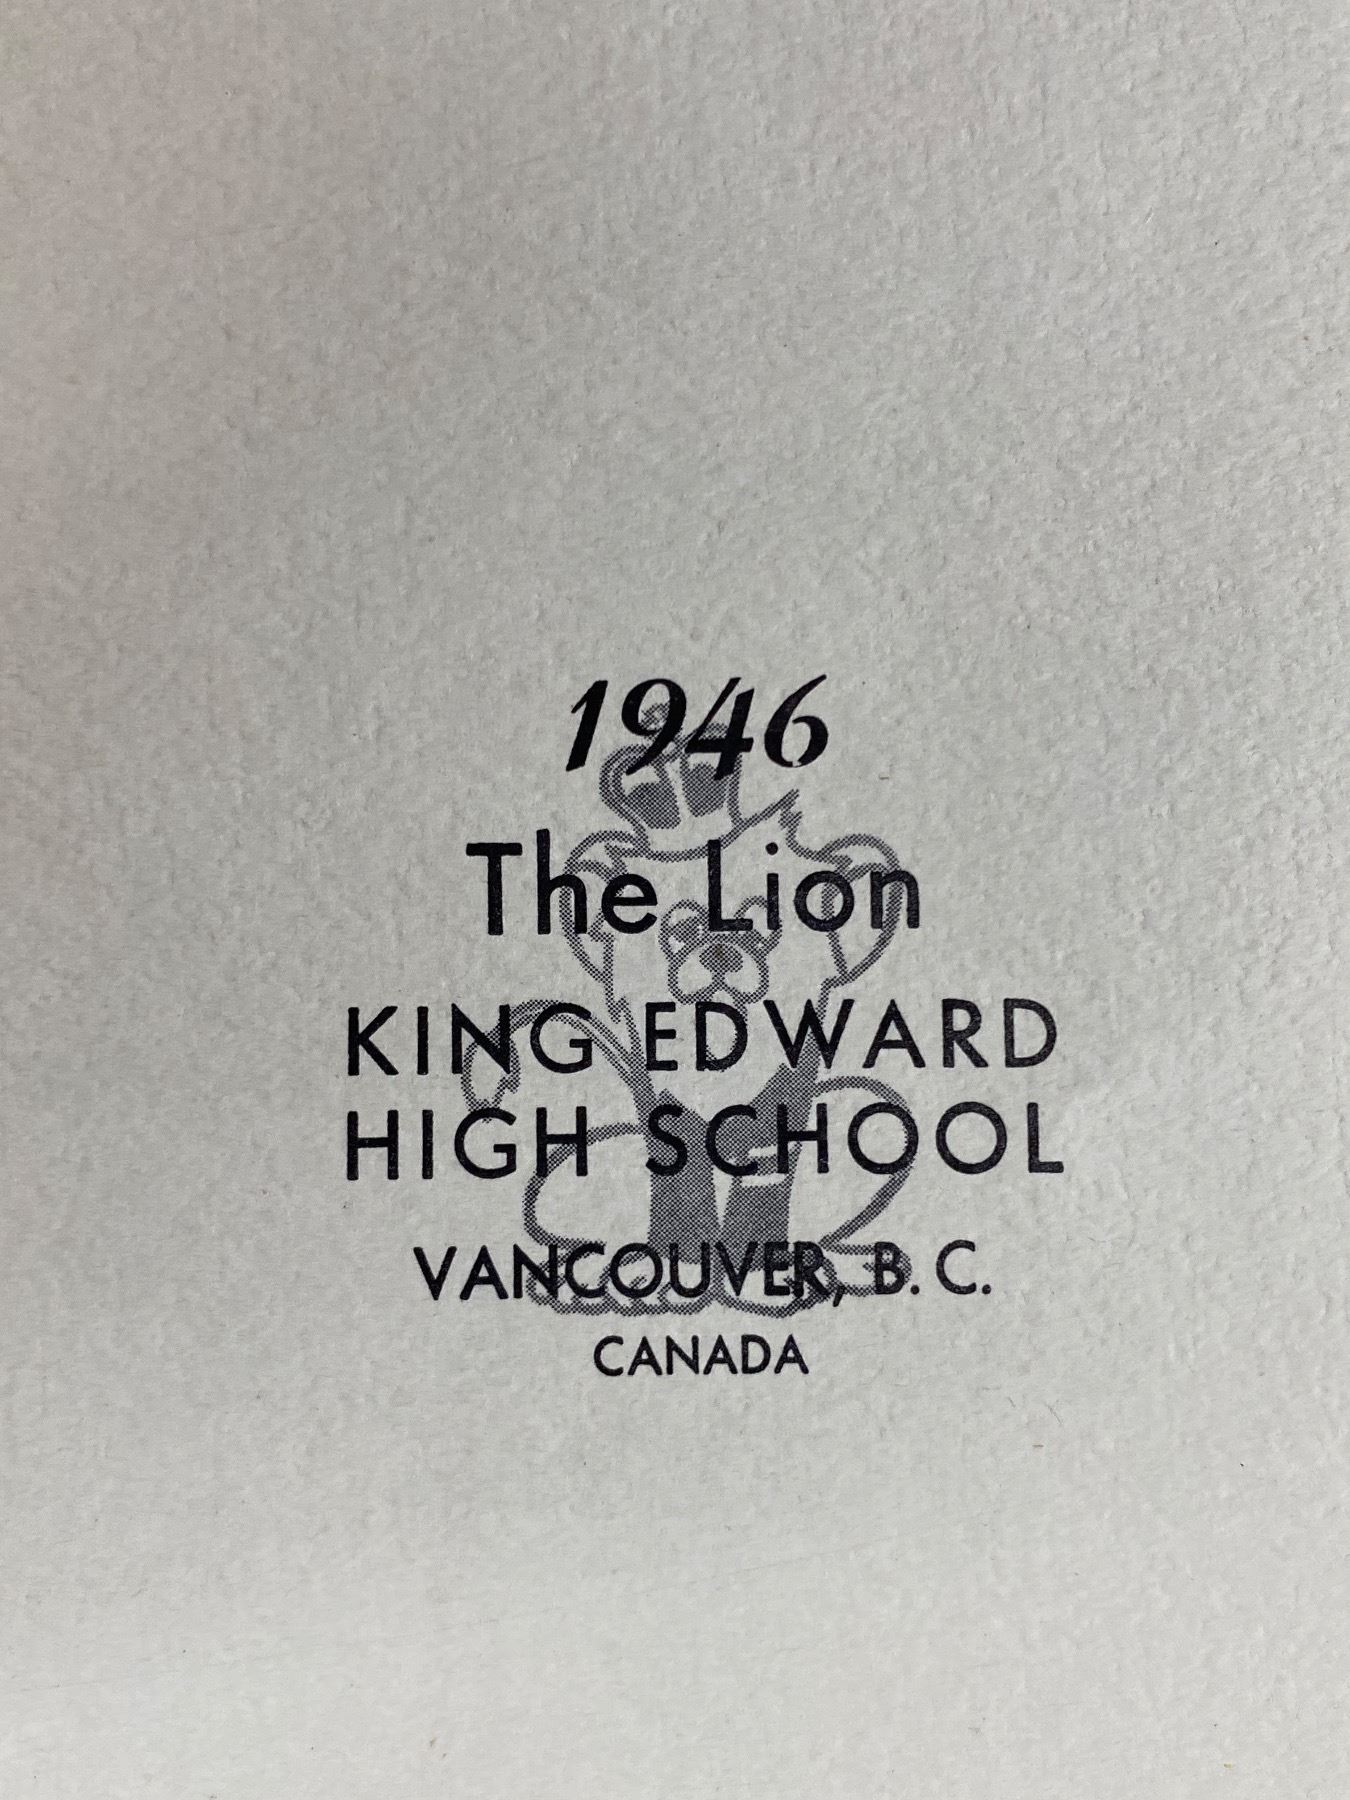 1946
The Lion
KING EDWARD
HIGH SCHOOL
VANCOUVER, B. C.
CANADA